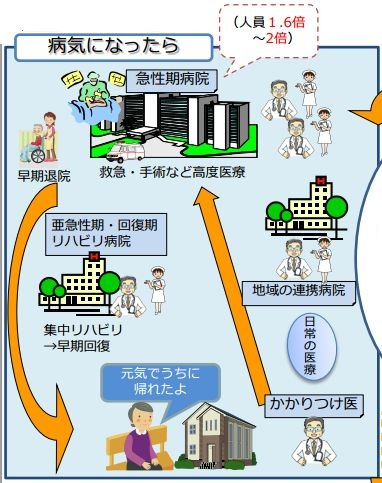 （人員１.６倍
～２倍）
病気になったら
急性期病院
早期退院
救急・手術など高度医療
亜急性期・回復期
リハビリ病院
集中リハビリ
→早期回復
地域の連携病院
日常の医療
元気でうちに
帰れたよ
かかりつけ医